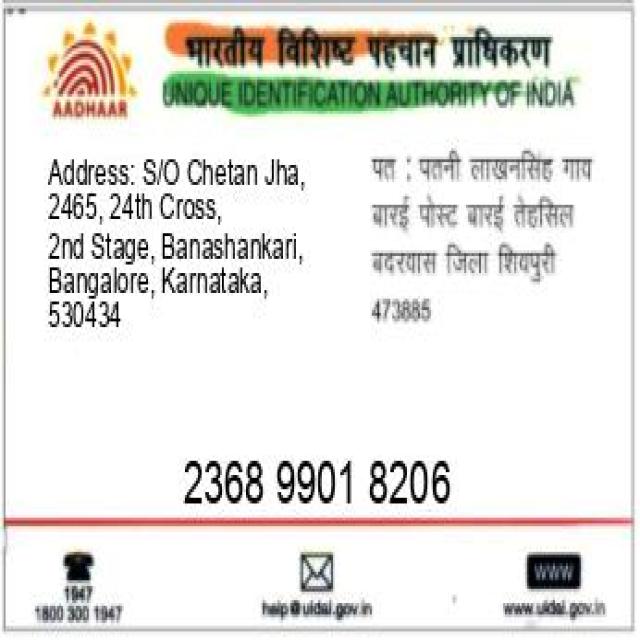 भारतीय विशिष्ट पहचान प्राधिकरण
AADHAAR
UNIQUE IDENTIFICATION AUTHORITY OF INDIA
Address: S/O Chetan Jha,
2465, 24th Cross,
2nd Stage, Banashankari,
Bangalore, Karnataka,
530434
पत : पतनी लाखनसिंह गाय
बारई पोस्ट बारई तेहसिल
बदरवास जिला शिवपुरी
473885
2368 9901 8206
1947
1800 300 1947
help@uidai.gov.in
WWW
www.uidai.gov.in